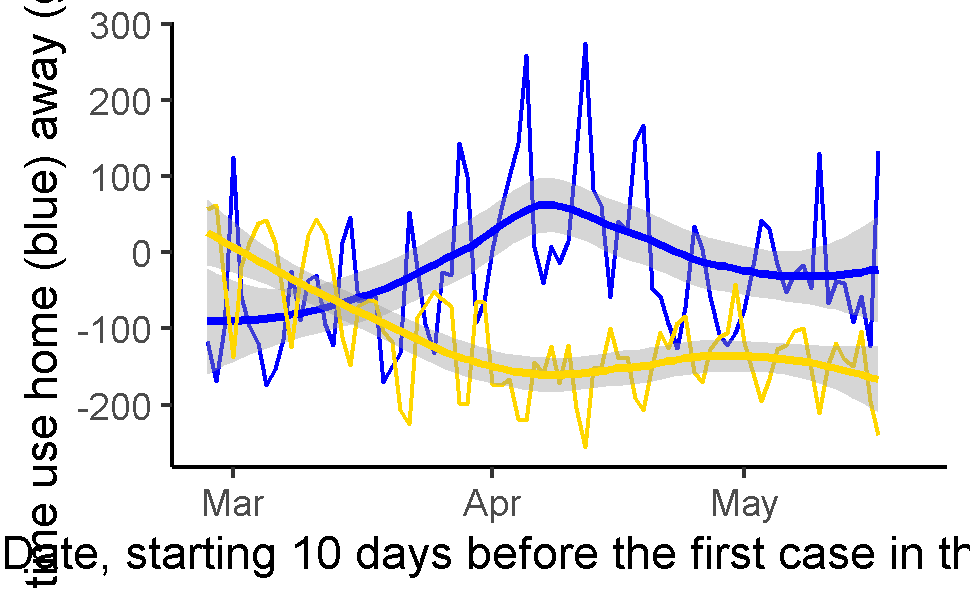 time use home (blue) away (
300
200
100
0
-100
-200
Mar Apr May
Date, starting 10 days before the first case in th